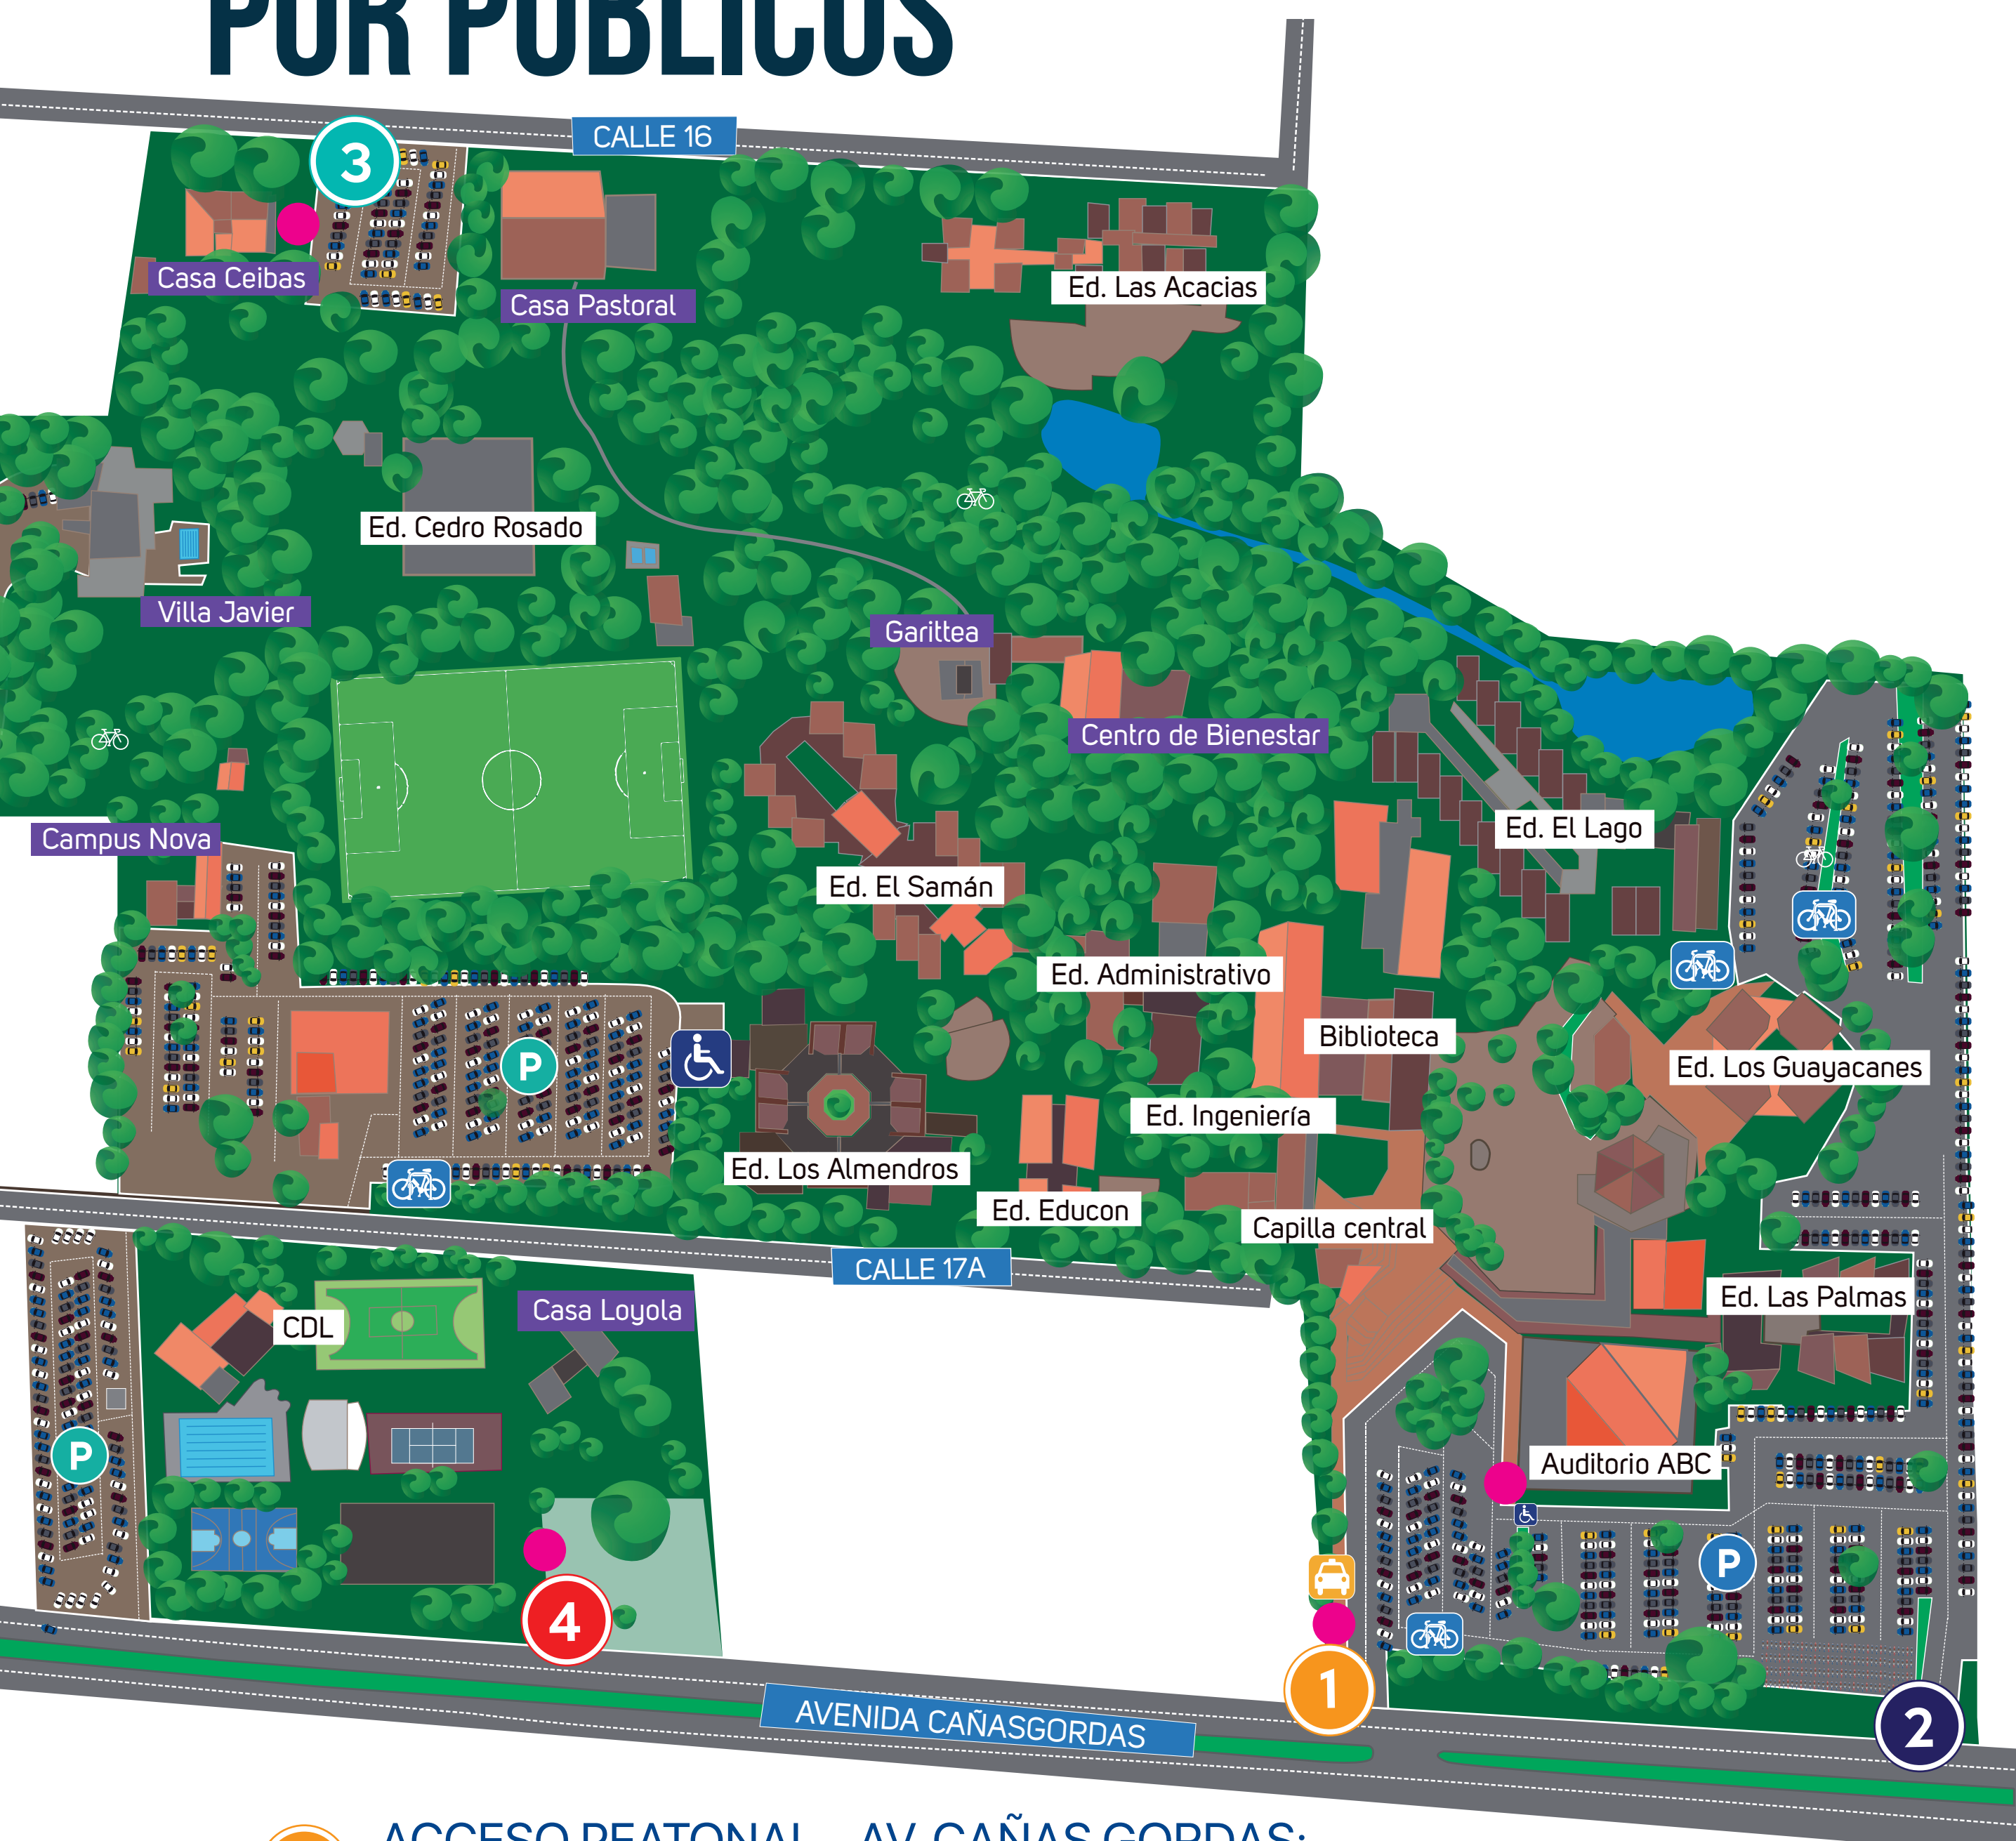 POR PÚBLICOS
CALLE 16
3
Casa Ceibas
Casa Pastoral
Ed. Las Acacias
Ed. Cedro Rosado
Villa Javier
Garittea
Centro de Bienestar
Campus Nova
Ed. El Lago
Ed. El Samán
Ed. Administrativo
Biblioteca
Ed. Los Guayacanes
P
Ed. Ingeniería
Ed. Los Almendros
Ed. Educon
Capilla central
CALLE 17A
Ed. Las Palmas
Casa Loyola
CDL
P
Auditorio ABC
P
4
1
2
AVENIDA CAÑASGORDAS
ACCESO PEATONAL - AV. CAÑAS GORDAS: